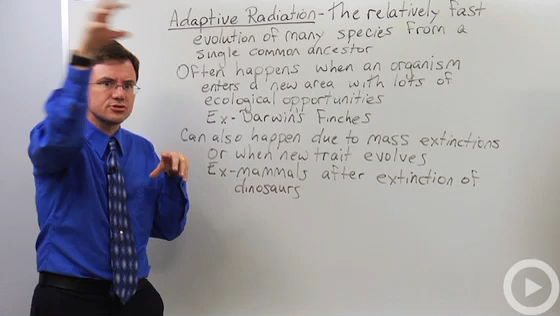 Adaptive Radiation - The relatively fast
evolution of many species from a
single common ancestor
Often happens when an organism
enters a new area with lots of
ecological opportunities
Ex - Darwin's Finches
Can also happen due to mass extinctions
Or when new trait evolves
Ex - mammals after extinction of
dinosaurs